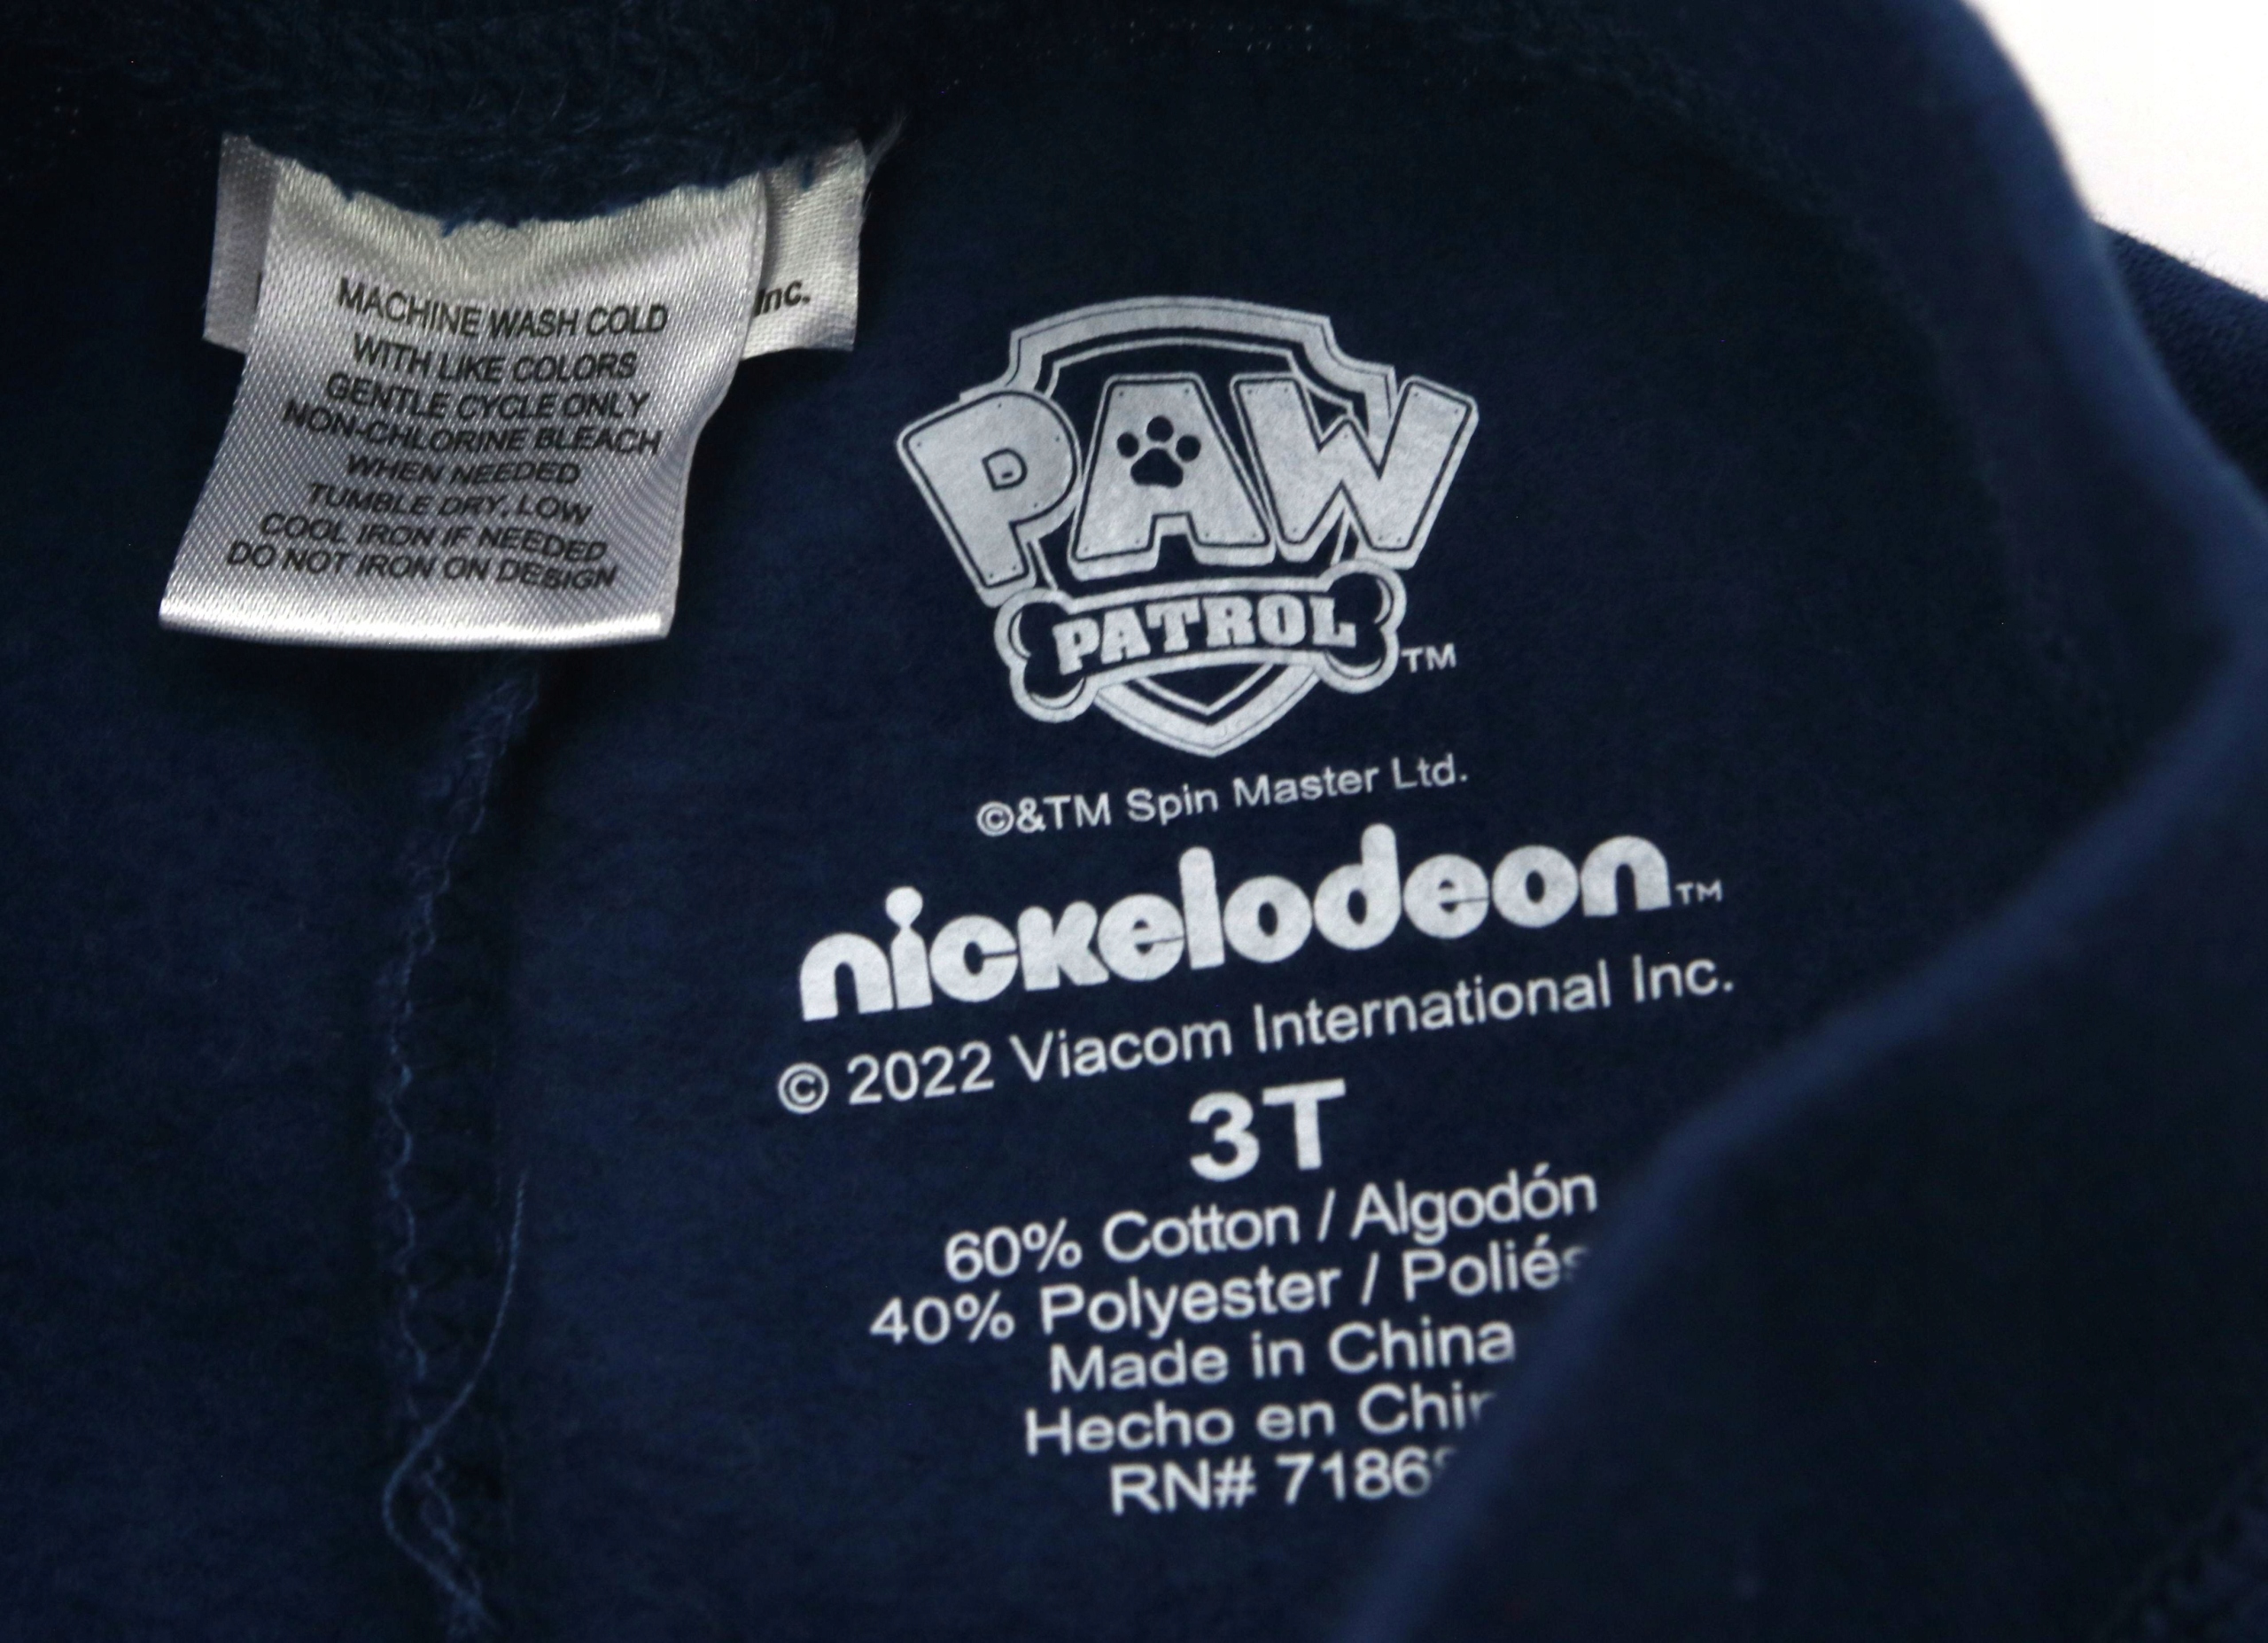 MACHINE WASH COLD
WITH LIKE COLORS
GENTLE CYCLE ONLY
NON-CHLORINE BLEACH
WHEN NEEDED
TUMBLE DRY, LOW
COOL IRON IF NEEDED
DO NOT IRON ON DESIGN
Inc.
PAW
PATROL TM
©&TM Spin Master Ltd.
nickelodeon TM
© 2022 Viacom International Inc.
3T
60% Cotton / Algodón
40% Polyester /
Made in China
Hecho en
RN#